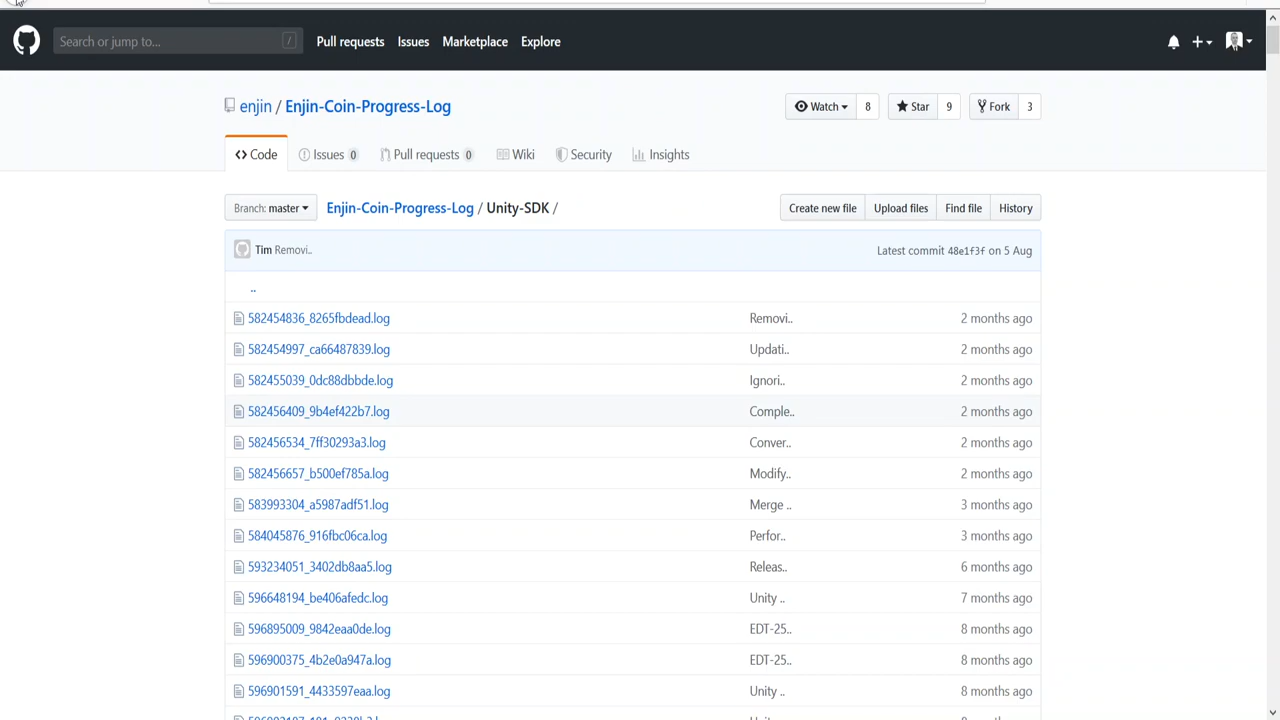 Search or jump to... / Pull requests Issues Marketplace Explore
enjin / Enjin-Coin-Progress-Log Watch 8 Star 9 Fork 3
Code Issues 0 Pull requests 0 Wiki Security Insights
Branch: master Enjin-Coin-Progress-Log / Unity-SDK / Create new file Upload files Find file History
Tim Removi.. Latest commit 48e1f3f on 5 Aug
..
582454836_8265fbdead.log Removi.. 2 months ago
582454997_ca66487839.log Updati.. 2 months ago
582455039_0dc88dbbde.log Ignori.. 2 months ago
582456409_9b4ef422b7.log Comple.. 2 months ago
582456534_7ff30293a3.log Conver.. 2 months ago
582456657_b500ef785a.log Modify.. 2 months ago
583993304_a5987adf51.log Merge .. 3 months ago
584045876_916fbc06ca.log Perfor.. 3 months ago
593234051_3402db8aa5.log Releas.. 6 months ago
596648194_be406afedc.log Unity .. 7 months ago
596895009_9842eaa0de.log EDT-25.. 8 months ago
596900375_4b2e0a947a.log EDT-25.. 8 months ago
596901591_4433597eaa.log Unity .. 8 months ago